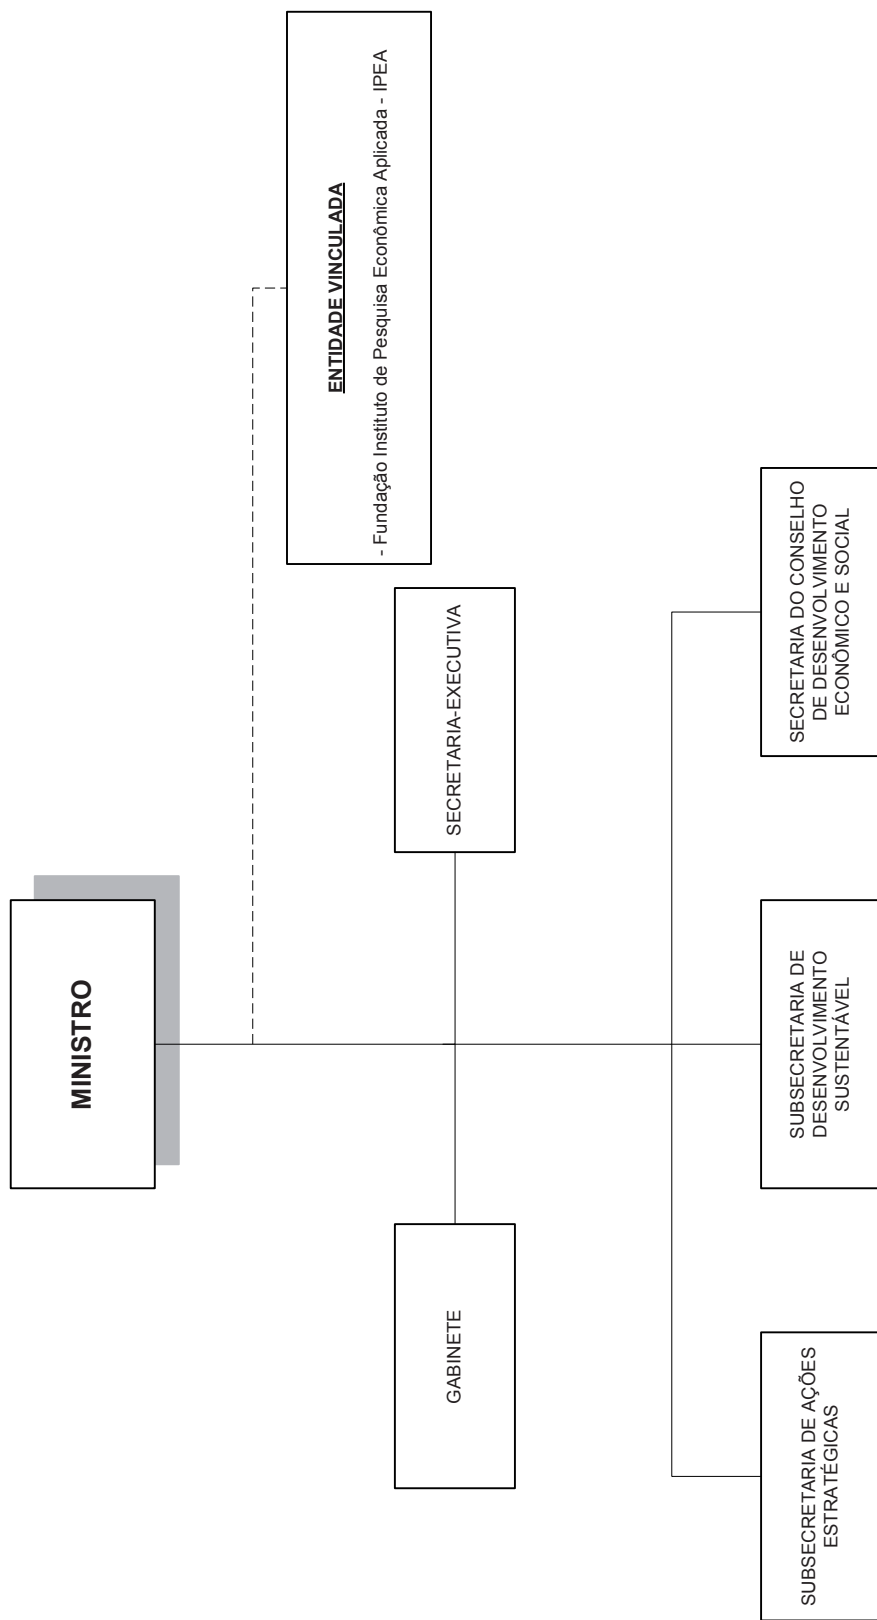 MINISTRO
ENTIDADE VINCULADA
- Fundação Instituto de Pesquisa Econômica Aplicada - IPEA
GABINETE
SECRETARIA-EXECUTIVA
SUBSECRETARIA DE AÇÕES
ESTRATÉGICAS
SUBSECRETARIA DE
DESENVOLVIMENTO
SUSTENTÁVEL
SECRETARIA DO CONSELHO
DE DESENVOLVIMENTO
ECONÔMICO E SOCIAL